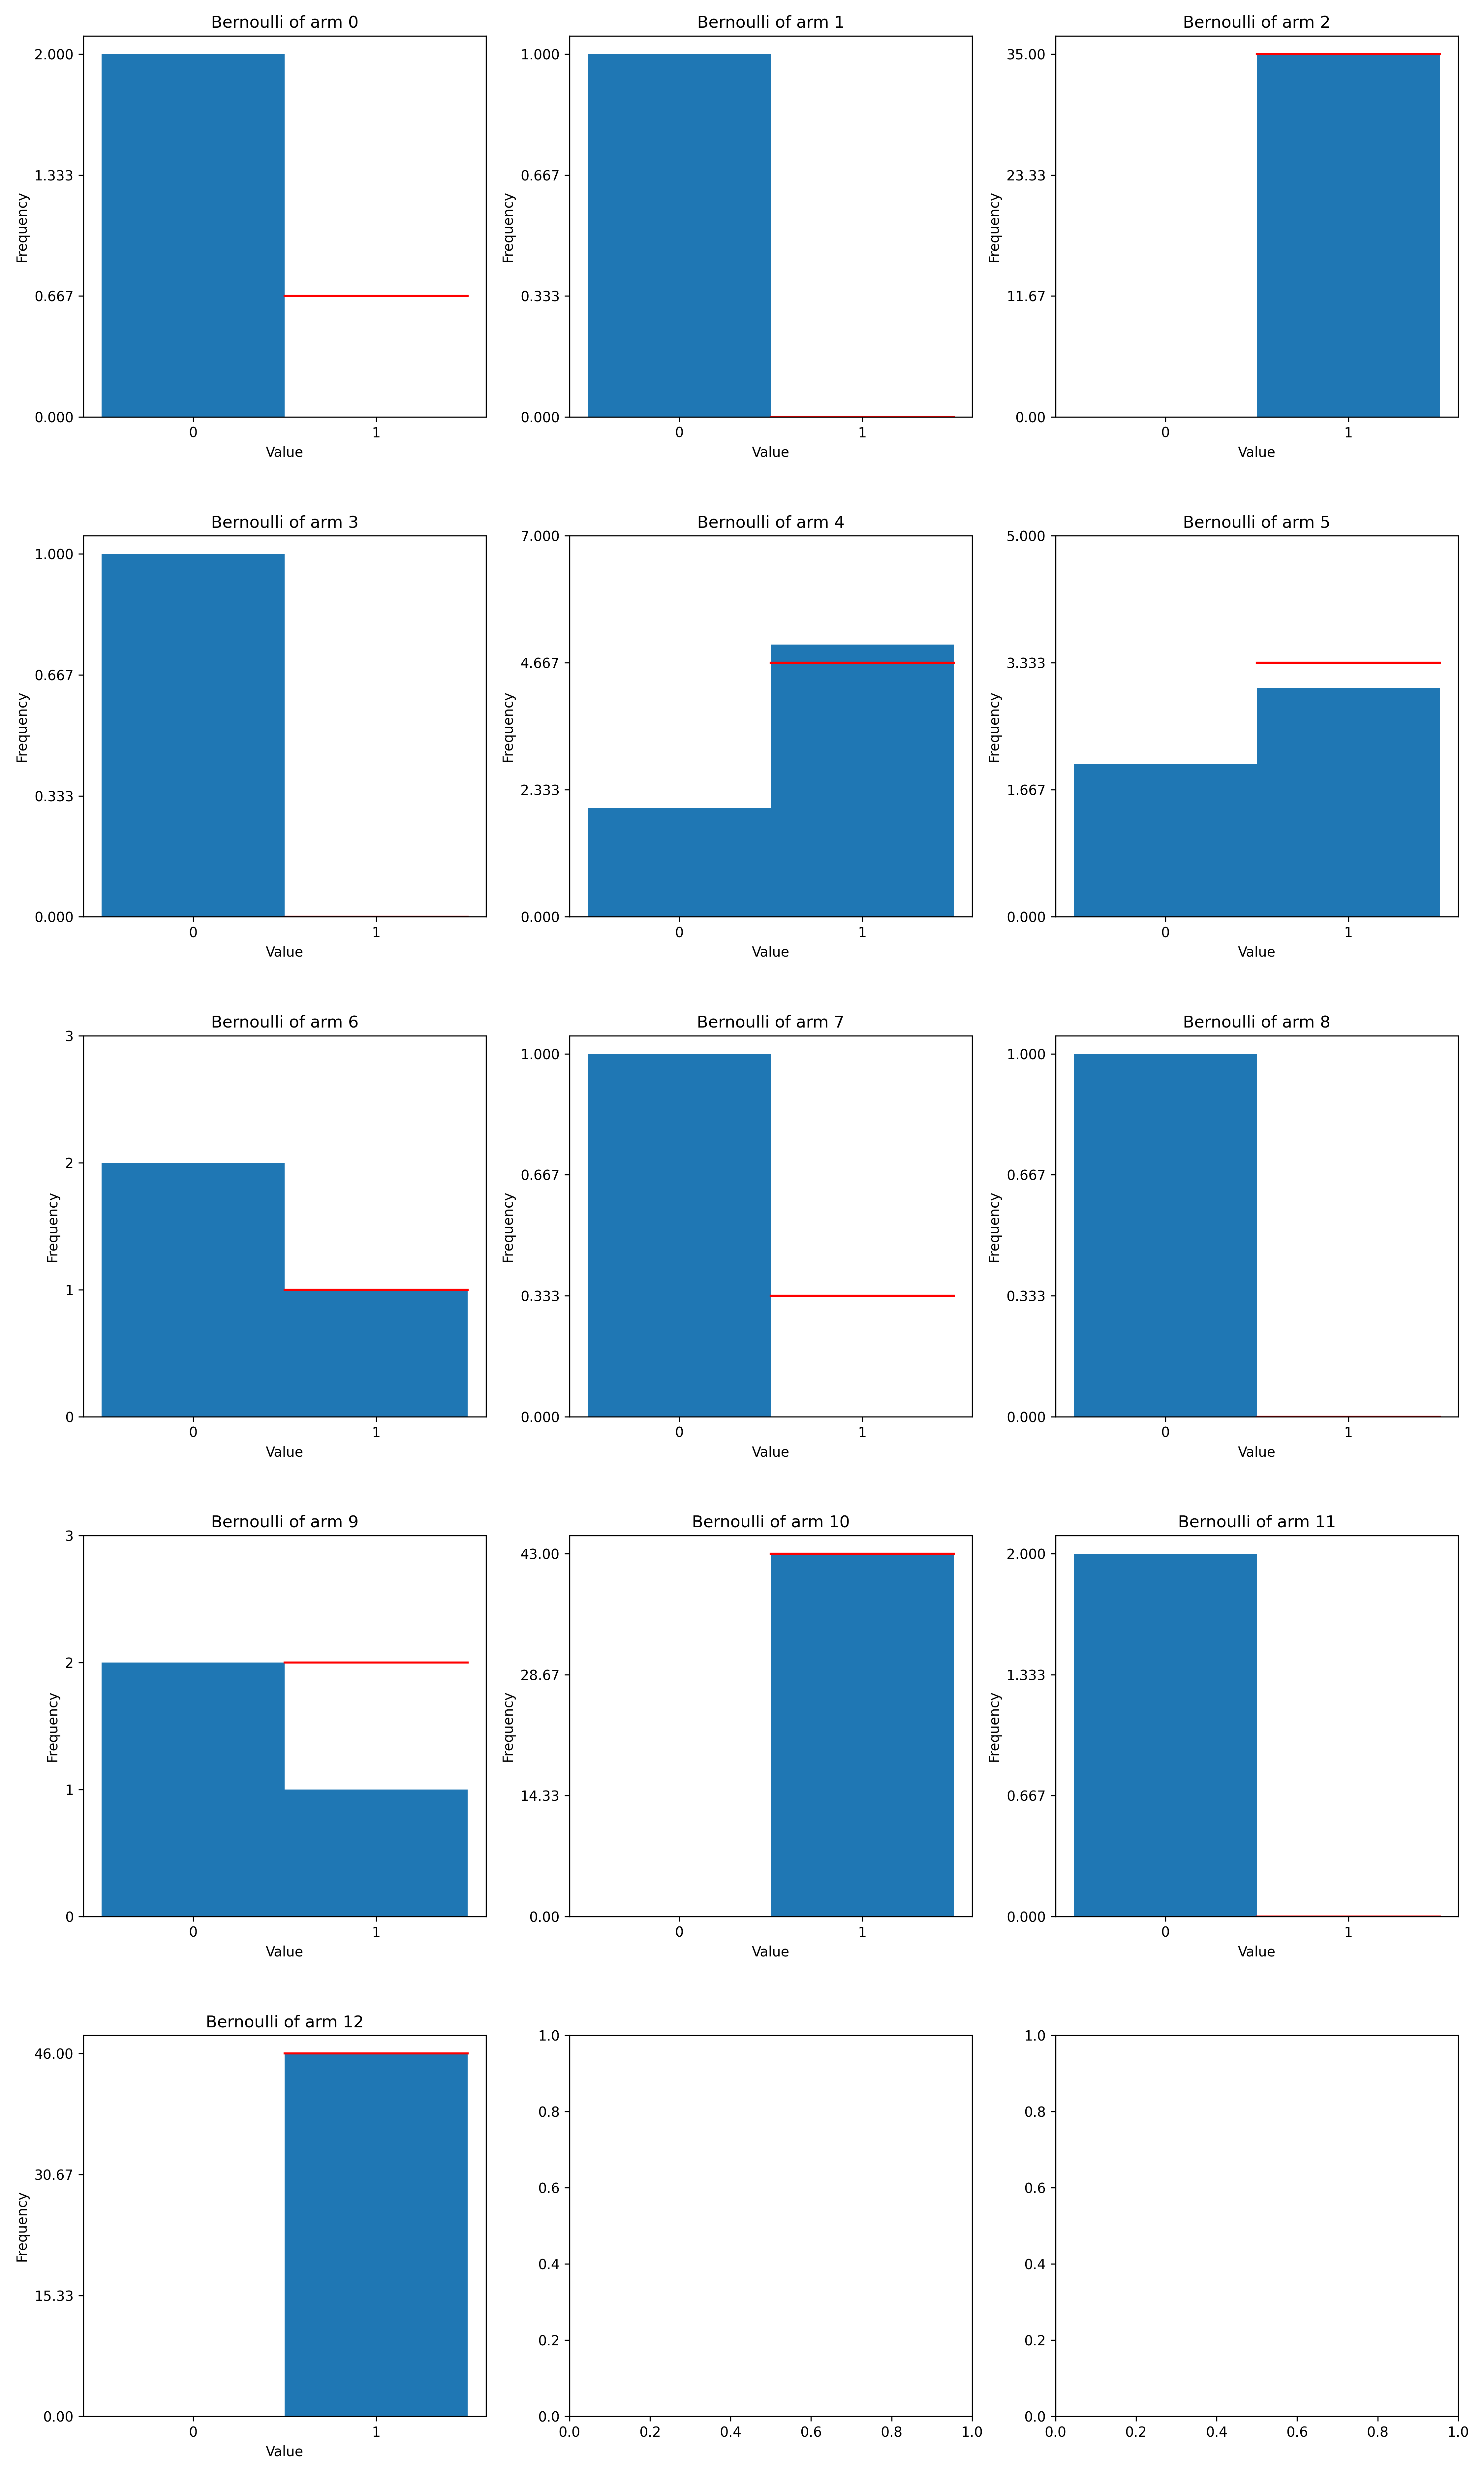 Bernoulli of arm 0
2.000
1.333
0.667
0.000
Frequency
0 1
Value
Bernoulli of arm 1
1.000
0.667
0.333
0.000
Frequency
0 1
Value
Bernoulli of arm 2
35.00
23.33
11.67
0.00
Frequency
0 1
Value
Bernoulli of arm 3
1.000
0.667
0.333
0.000
Frequency
0 1
Value
Bernoulli of arm 4
7.000
4.667
2.333
0.000
Frequency
0 1
Value
Bernoulli of arm 5
5.000
3.333
1.667
0.000
Frequency
0 1
Value
Bernoulli of arm 6
3
2
1
0
Frequency
0 1
Value
Bernoulli of arm 7
1.000
0.667
0.333
0.000
Frequency
0 1
Value
Bernoulli of arm 8
1.000
0.667
0.333
0.000
Frequency
0 1
Value
Bernoulli of arm 9
3
2
1
0
Frequency
0 1
Value
Bernoulli of arm 10
43.00
28.67
14.33
0.00
Frequency
0 1
Value
Bernoulli of arm 11
2.000
1.333
0.667
0.000
Frequency
0 1
Value
Bernoulli of arm 12
46.00
30.67
15.33
0.00
Frequency
0 1
Value
1.0
0.8
0.6
0.4
0.2
0.0
0.0 0.2 0.4 0.6 0.8 1.0
1.0
0.8
0.6
0.4
0.2
0.0
0.0 0.2 0.4 0.6 0.8 1.0